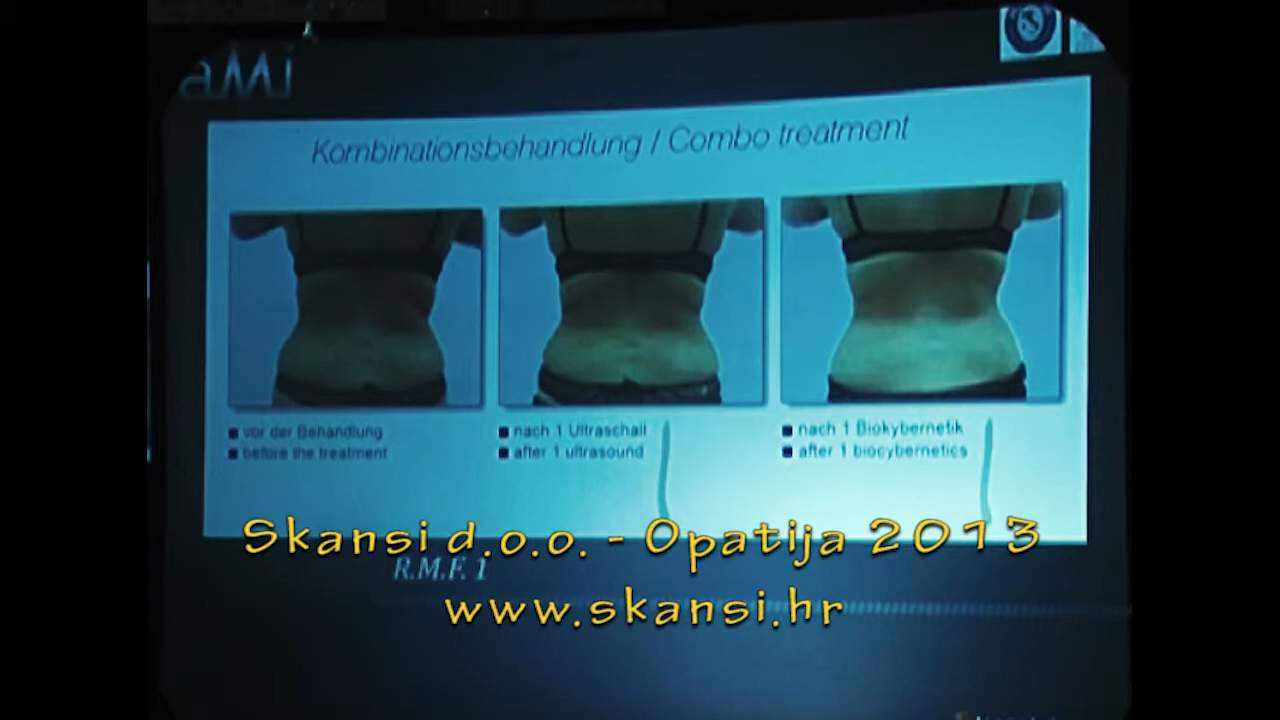 aMi
Kombinationsbehandlung / Combo treatment
vor der Behandlung
before the treatment
nach 1 Ultraschall
after 1 ultrasound
nach 1 Biokybernetik
after 1 biocybernetics
Skansi d.o.o. - Opatija 2013
R.M.F. 1
www.skansi.hr